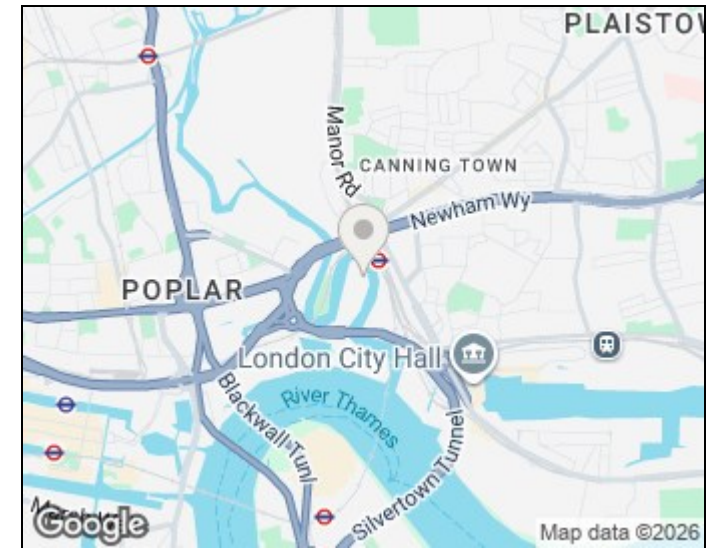 PLAISTOW
Manor Rd
CANNING TOWN
Newham Wy
POPLAR
London City Hall
River Thames
Blackwall Tunl
Silvertown Tunnel
Google
Map data ©2026